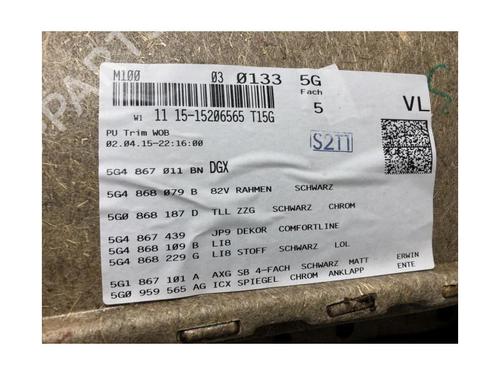 M100 03 0133 5G
Fach
5
VL
W1 11 15-15206565 T15G
PU Trim WOB
02.04.15-22:16:00
S2TT
5G4 867 011 BN DGX
5G4 868 079 B 82V RAHMEN SCHWARZ
5G0 868 187 D TLL ZZG SCHWARZ CHROM
5G4 867 439 JP9 DEKOR COMFORTLINE
5G4 868 109 B LI8
5G4 868 229 G LI8 STOFF SCHWARZ LOL
5G1 867 101 A AXG SB 4-FACH SCHWARZ MATT ERWIN
5G0 959 565 AG ICX SPIEGEL CHROM ANKLAPP ENTE